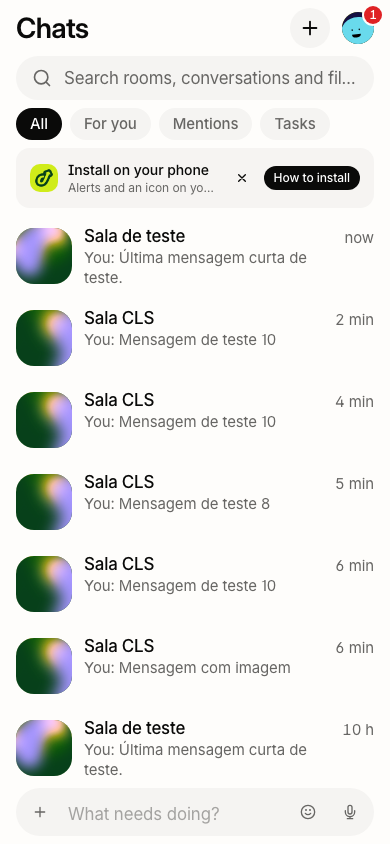 Chats
1
Search rooms, conversations and fil...
All
For you
Mentions
Tasks
Install on your phone
Alerts and an icon on yo...
How to install
Sala de teste
now
You: Última mensagem curta de
teste.
Sala CLS
2 min
You: Mensagem de teste 10
Sala CLS
4 min
You: Mensagem de teste 10
Sala CLS
5 min
You: Mensagem de teste 8
Sala CLS
6 min
You: Mensagem de teste 10
Sala CLS
6 min
You: Mensagem com imagem
Sala de teste
10 h
You: Última mensagem curta de
teste.
What needs doing?